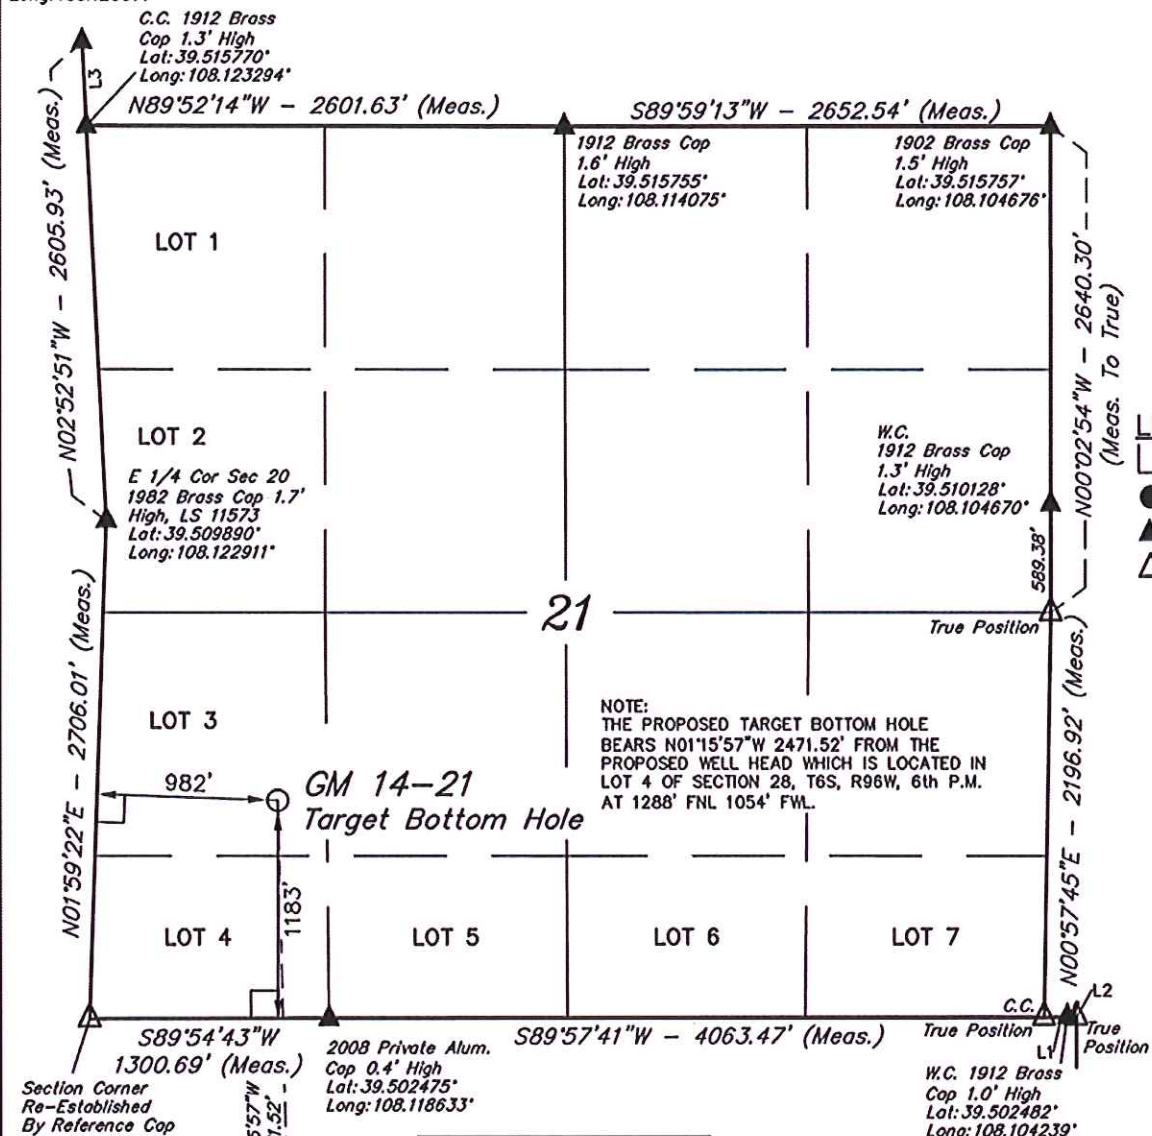 C.C. 1912 Brass
Cap 1.3' High
Lat:39.515770°
Long:108.123294°
L3
N89°52'14"W - 2601.63' (Meas.)
S89°59'13"W - 2652.54' (Meas.)
1912 Brass Cap
1.6' High
Lat:39.515755°
Long:108.114075°
1902 Brass Cap
1.5' High
Lat:39.515757°
Long:108.104676°
N02°52'51"W - 2605.93' (Meas.)
LOT 1
N00°02'54"W - 2640.30'
(Meas. To True)
LOT 2
E 1/4 Cor Sec 20
1982 Brass Cap 1.7'
High, LS 11573
Lat:39.509890°
Long:108.122911°
W.C.
1912 Brass Cap
1.3' High
Lat:39.510128°
Long:108.104670°
589.38'
21
True Position
N01°59'22"E - 2706.01' (Meas.)
LOT 3
982'
GM 14-21
Target Bottom Hole
NOTE:
THE PROPOSED TARGET BOTTOM HOLE
BEARS N01°15'57"W 2471.52' FROM THE
PROPOSED WELL HEAD WHICH IS LOCATED IN
LOT 4 OF SECTION 28, T6S, R96W, 6th P.M.
AT 1288' FNL 1054' FWL.
N00°57'45"E - 2196.92' (Meas.)
1183'
LOT 4
LOT 5
LOT 6
LOT 7
C.C.
True Position
L1
L2
True
Position
S89°54'43"W
1300.69' (Meas.)
S89°57'41"W - 4063.47' (Meas.)
2008 Private Alum.
Cap 0.4' High
Lat:39.502475°
Long:108.118633°
W.C. 1912 Brass
Cap 1.0' High
Lat:39.502482°
Long:108.104239°
Section Corner
Re-Established
By Reference Cap
5'57"W
1.52'